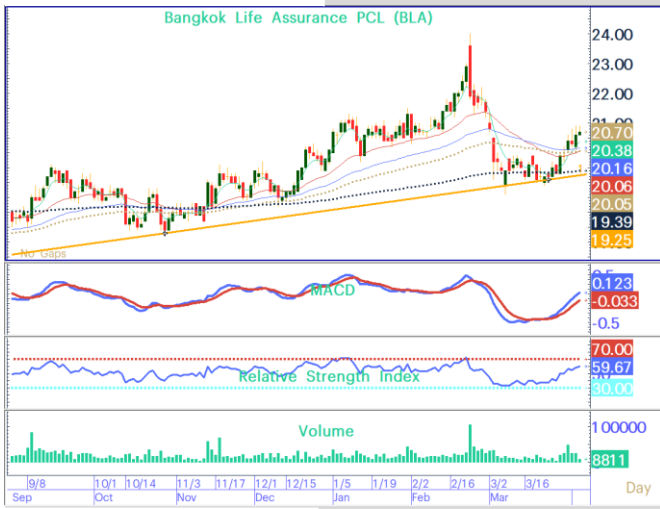 Bangkok Life Assurance PCL (BLA)
24.00
23.00
22.00
20.70
20.38
20.16
20.06
20.05
19.39
19.25
No Gaps
MACD
0.123
-0.033
-0.5
70.00
59.67
30.00
Relative Strength Index
Volume
100000
8811
9/8 10/1 10/14 11/3 11/17 12/1 12/15 1/5 1/19 2/2 2/16 3/2 3/16
Sep Oct Nov Dec Jan Feb Mar
Day